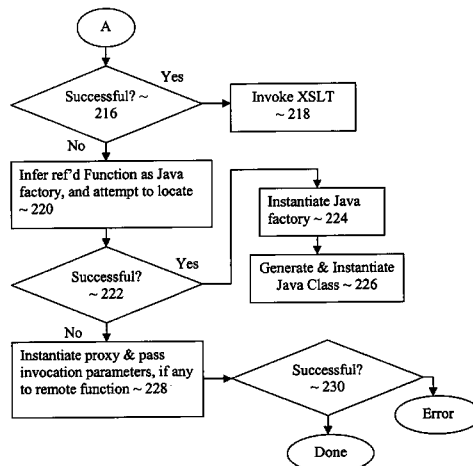 A
Yes
Successful? ~
216
Invoke XSLT
~ 218
No
Infer ref'd Function as Java
factory, and attempt to locate
~ 220
Instantiate Java
factory ~ 224
Successful?
~ 222
Yes
Generate & Instantiate
Java Class ~ 226
No
Instantiate proxy & pass
invocation parameters, if any
to remote function ~ 228
Successful?
~ 230
Error
Done